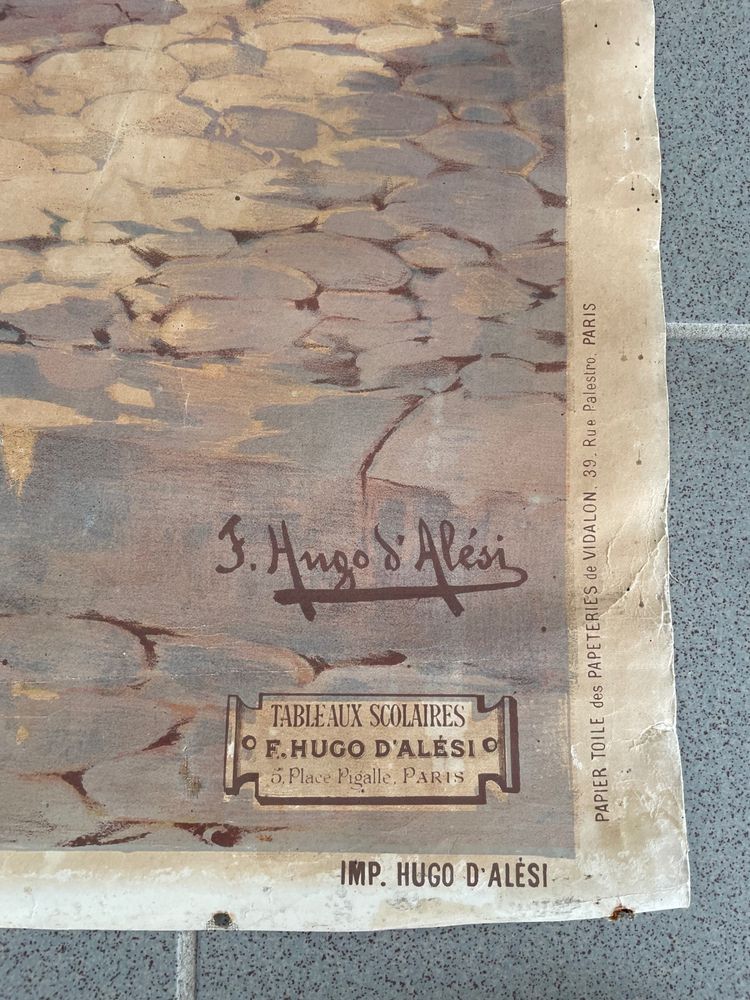 F. Hugo d'Alési
TABLEAUX SCOLAIRES
F. HUGO D'ALÉSI
5, Place Pigalle, PARIS
IMP. HUGO D'ALÉSI
PAPIER TOILE des PAPETERIES de VIDALON. 39. Rue Palestro. PARIS